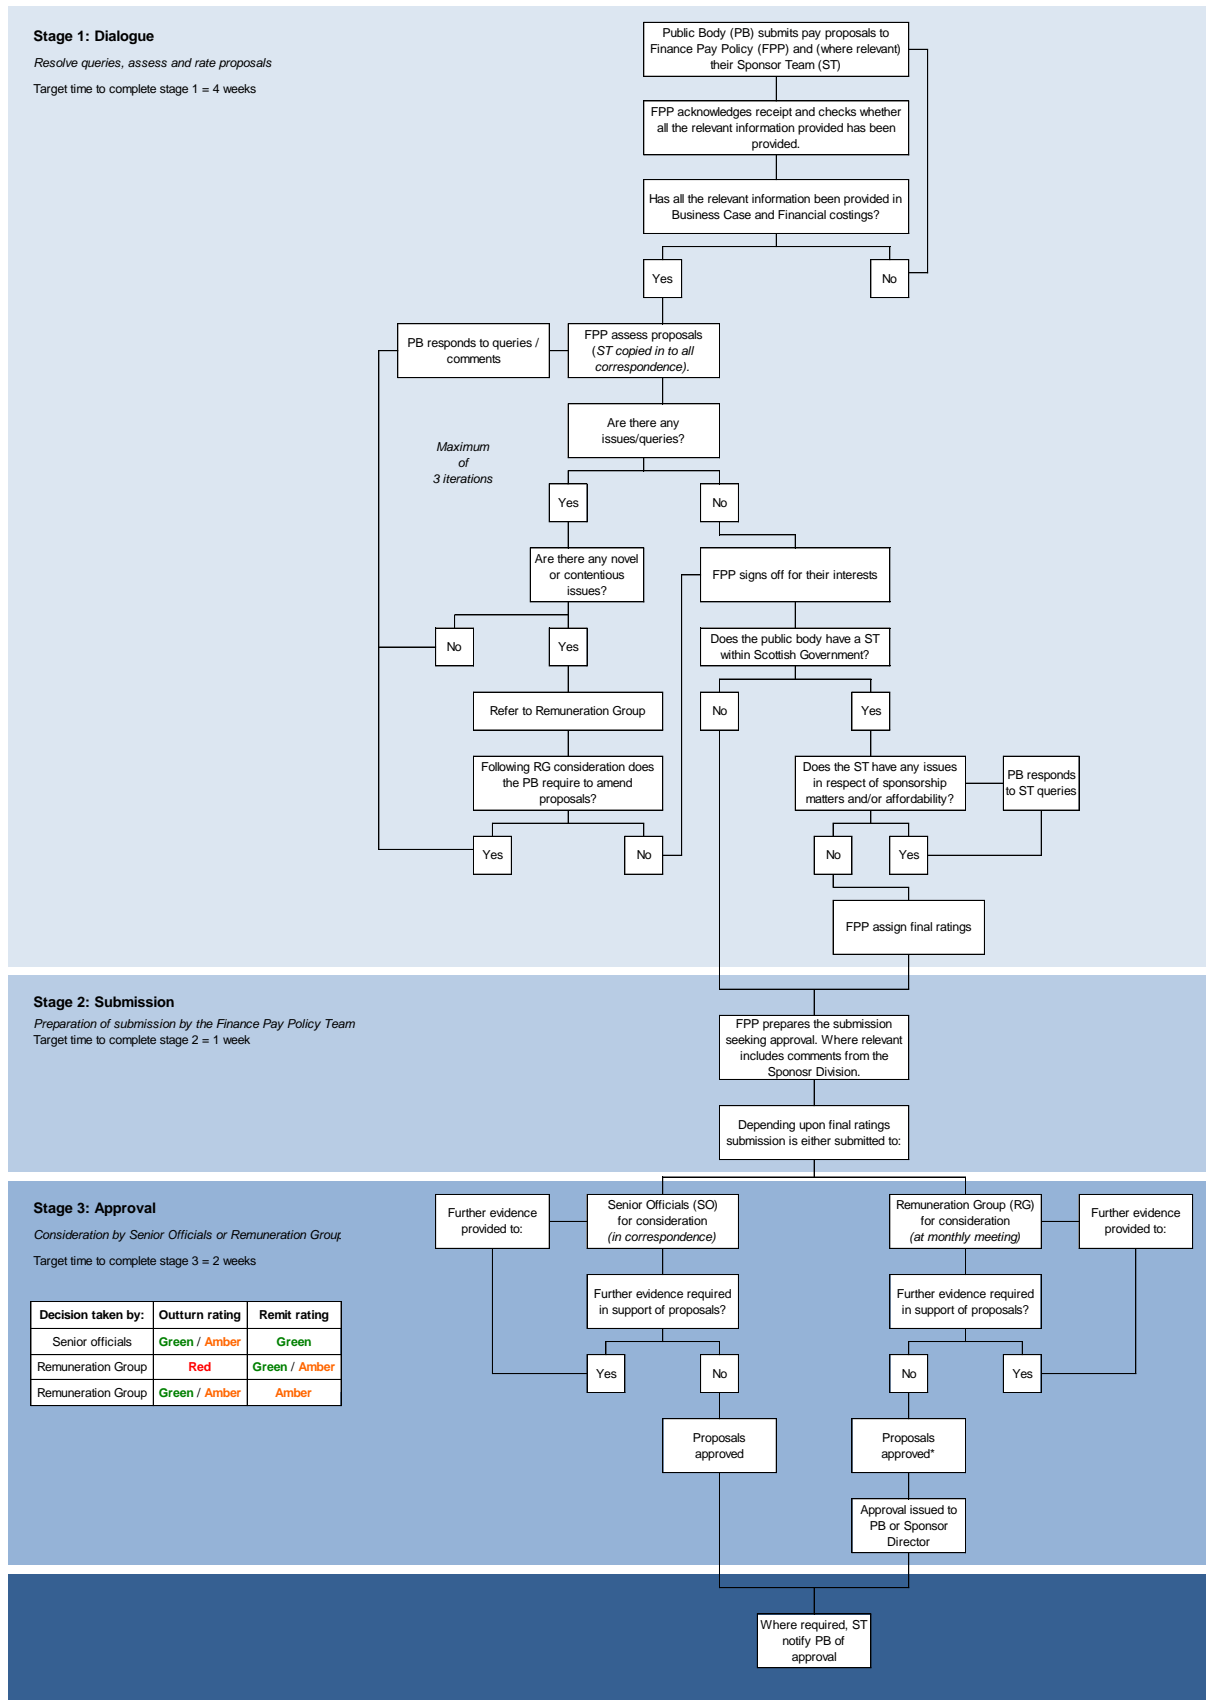 Stage 1: Dialogue
Resolve queries, assess and rate proposals
Target time to complete stage 1 = 4 weeks
Public Body (PB) submits pay proposals to
Finance Pay Policy (FPP) and (where relevant)
their Sponsor Team (ST)
FPP acknowledges receipt and checks whether
all the relevant information provided has been
provided.
Has all the relevant information been provided in
Business Case and Financial costings?
Yes
No
PB responds to queries /
comments
FPP assess proposals
(ST copied in to all
correspondence).
Are there any
issues/queries?
Maximum
of
3 iterations
Yes
No
Are there any novel
or contentious
issues?
FPP signs off for their interests
No
Yes
Does the public body have a ST
within Scottish Government?
Refer to Remuneration Group
No
Yes
Following RG consideration does
the PB require to amend
proposals?
Does the ST have any issues
in respect of sponsorship
matters and/or affordability?
PB responds
to ST queries
Yes
No
No
Yes
FPP assign final ratings
Stage 2: Submission
Preparation of submission by the Finance Pay Policy Team
Target time to complete stage 2 = 1 week
FPP prepares the submission
seeking approval. Where relevant
includes comments from the
Sponosr Division.
Depending upon final ratings
submission is either submitted to:
Stage 3: Approval
Consideration by Senior Officials or Remuneration Group
Target time to complete stage 3 = 2 weeks
Further evidence
provided to:
Senior Officials (SO)
for consideration
(in correspondence)
Remuneration Group (RG)
for consideration
(at monthly meeting)
Further evidence
provided to:
Further evidence required
in support of proposals?
Further evidence required
in support of proposals?
Decision taken by: Outturn rating Remit rating
Senior officials Green / Amber Green
Remuneration Group Red Green / Amber
Remuneration Group Green / Amber Amber
Yes
No
No
Yes
Proposals
approved
Proposals
approved*
Approval issued to
PB or Sponsor
Director
Where required, ST
notify PB of
approval